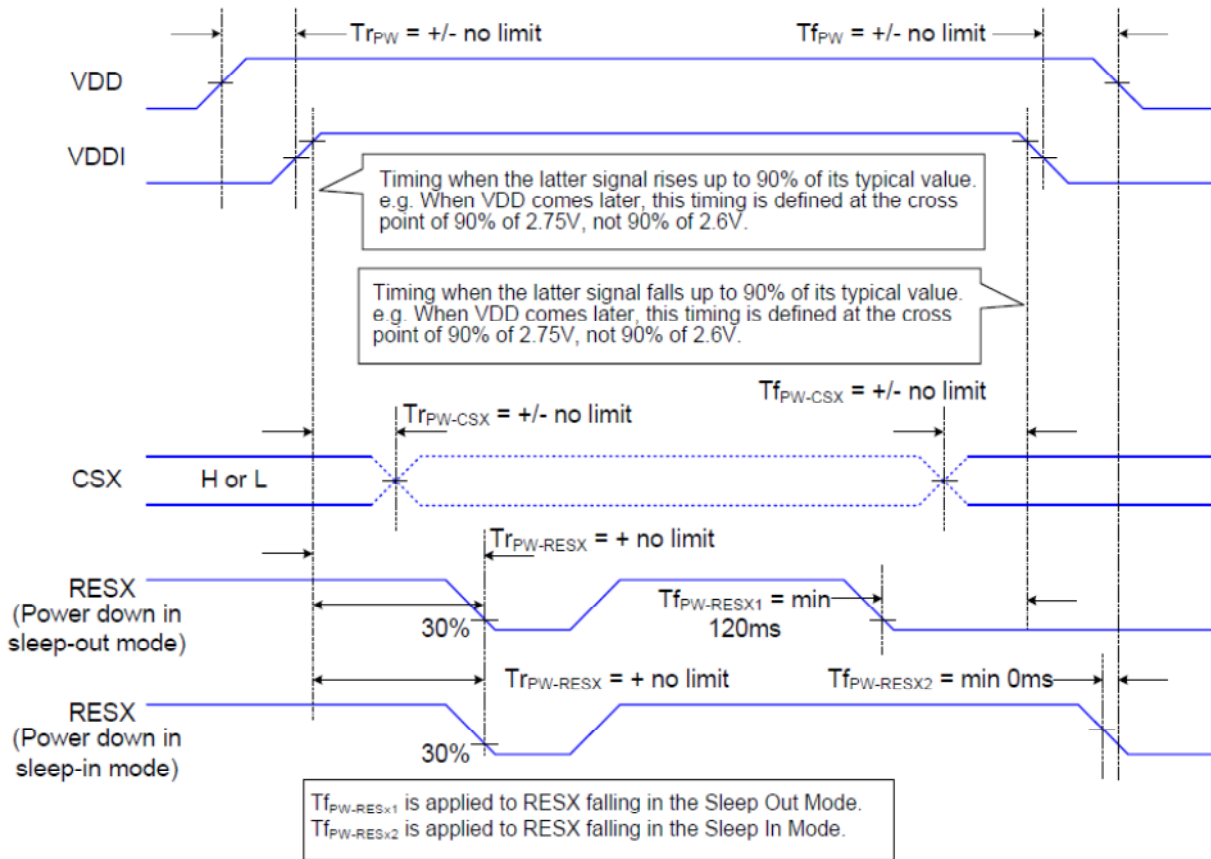 TrPW = +/- no limit
TfPW = +/- no limit
VDD
VDDI
Timing when the latter signal rises up to 90% of its typical value.
e.g. When VDD comes later, this timing is defined at the cross
point of 90% of 2.75V, not 90% of 2.6V.
Timing when the latter signal falls up to 90% of its typical value.
e.g. When VDD comes later, this timing is defined at the cross
point of 90% of 2.75V, not 90% of 2.6V.
TrPW-CSX = +/- no limit
TfPW-CSX = +/- no limit
CSX
H or L
TrPW-RESX = + no limit
RESX
(Power down in
sleep-out mode)
30%
TfPW-RESX1 = min
120ms
TrPW-RESX = + no limit
TfPW-RESX2 = min 0ms
RESX
(Power down in
sleep-in mode)
30%
TfPW-RESx1 is applied to RESX falling in the Sleep Out Mode.
TfPW-RESx2 is applied to RESX falling in the Sleep In Mode.